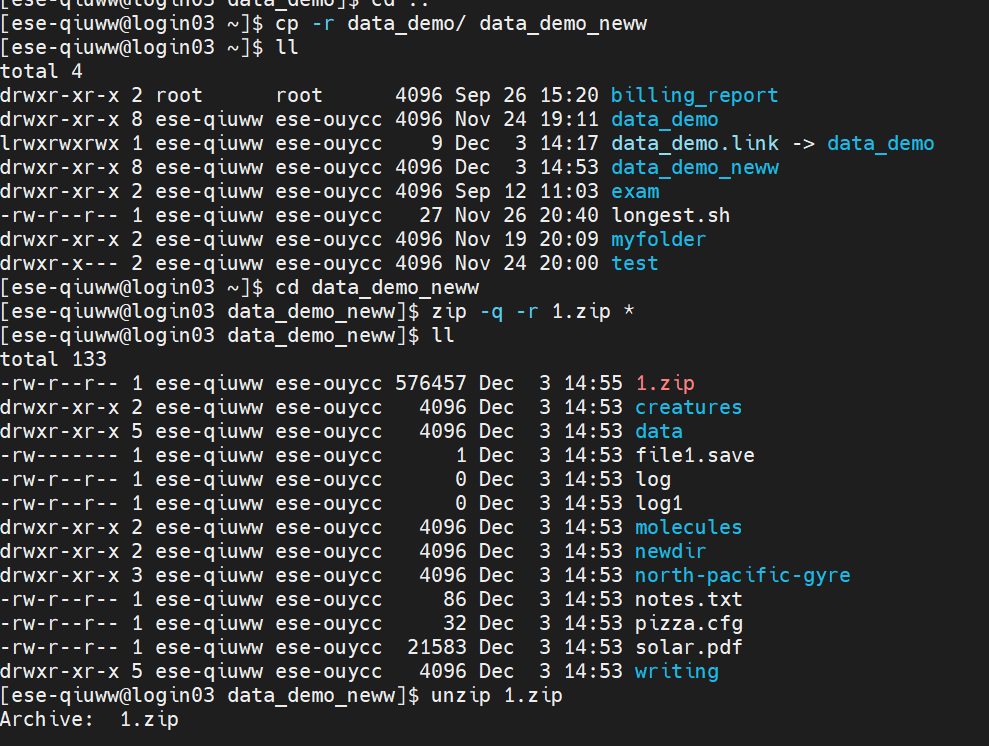 [ese-qiuww@login03 data_demo]$ cd ..
[ese-qiuww@login03 ~]$ cp -r data_demo/ data_demo_neww
[ese-qiuww@login03 ~]$ ll
total 4
drwxr-xr-x 2 root      root      4096 Sep 26 15:20 billing_report
drwxr-xr-x 8 ese-qiuww ese-ouycc 4096 Nov 24 19:11 data_demo
lrwxrwxrwx 1 ese-qiuww ese-ouycc    9 Dec  3 14:17 data_demo.link -> data_demo
drwxr-xr-x 8 ese-qiuww ese-ouycc 4096 Dec  3 14:53 data_demo_neww
drwxr-xr-x 2 ese-qiuww ese-ouycc 4096 Sep 12 11:03 exam
-rw-r--r-- 1 ese-qiuww ese-ouycc   27 Nov 26 20:40 longest.sh
drwxr-xr-x 2 ese-qiuww ese-ouycc 4096 Nov 19 20:09 myfolder
drwxr-x--- 2 ese-qiuww ese-ouycc 4096 Nov 24 20:00 test
[ese-qiuww@login03 ~]$ cd data_demo_neww
[ese-qiuww@login03 data_demo_neww]$ zip -q -r 1.zip *
[ese-qiuww@login03 data_demo_neww]$ ll
total 133
-rw-r--r-- 1 ese-qiuww ese-ouycc 576457 Dec  3 14:55 1.zip
drwxr-xr-x 2 ese-qiuww ese-ouycc   4096 Dec  3 14:53 creatures
drwxr-xr-x 5 ese-qiuww ese-ouycc   4096 Dec  3 14:53 data
-rw------- 1 ese-qiuww ese-ouycc      1 Dec  3 14:53 file1.save
-rw-r--r-- 1 ese-qiuww ese-ouycc      0 Dec  3 14:53 log
-rw-r--r-- 1 ese-qiuww ese-ouycc      0 Dec  3 14:53 log1
drwxr-xr-x 2 ese-qiuww ese-ouycc   4096 Dec  3 14:53 molecules
drwxr-xr-x 2 ese-qiuww ese-ouycc   4096 Dec  3 14:53 newdir
drwxr-xr-x 3 ese-qiuww ese-ouycc   4096 Dec  3 14:53 north-pacific-gyre
-rw-r--r-- 1 ese-qiuww ese-ouycc     86 Dec  3 14:53 notes.txt
-rw-r--r-- 1 ese-qiuww ese-ouycc     32 Dec  3 14:53 pizza.cfg
-rw-r--r-- 1 ese-qiuww ese-ouycc  21583 Dec  3 14:53 solar.pdf
drwxr-xr-x 5 ese-qiuww ese-ouycc   4096 Dec  3 14:53 writing
[ese-qiuww@login03 data_demo_neww]$ unzip 1.zip
Archive:  1.zip